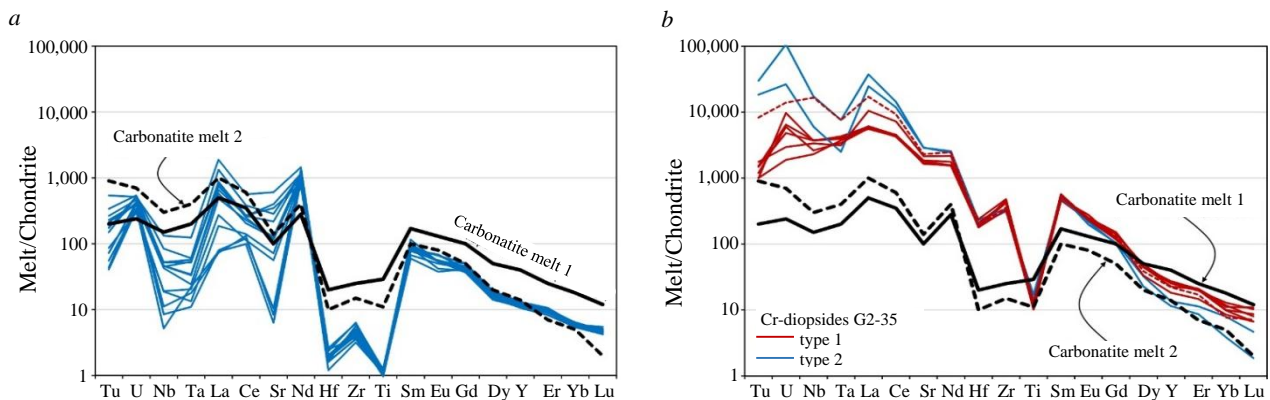 a
100,000
10,000
1,000
100
10
1
Melt/Chondrite
Carbonatite melt 2
Carbonatite melt 1
Tu U Nb Ta La Ce Sr Nd Hf Zr Ti Sm Eu Gd Dy Y Er Yb Lu
b
100,000
10,000
1,000
100
10
1
Melt/Chondrite
Carbonatite melt 1
Carbonatite melt 2
Cr-diopsides G2-35
type 1
type 2
Tu U Nb Ta La Ce Sr Nd Hf Zr Ti Sm Eu Gd Dy Y Er Yb Lu